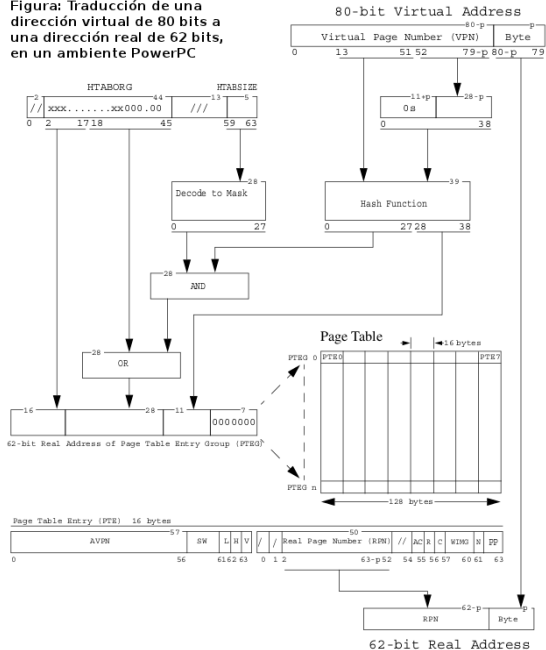 Figura: Traducción de una
dirección virtual de 80 bits a
una dirección real de 62 bits,
en un ambiente PowerPC
80-bit Virtual Address
80-p p
Virtual Page Number (VPN) Byte
0 13 51 52 79-p 80-p 79
HTABORG HTABSIZE
2 44 13 5
// xxx.......xx000.00 ///
0 2 17 18 45 59 63
11+p 28-p
0s
0 38
28
Decode to Mask
0 27
39
Hash Function
0 27 28 38
28
AND
28
OR
16 28 11 7
0000000
62-bit Real Address of Page Table Entry Group (PTEG)
Page Table
16 bytes
PTEG 0 PTE0 PTE7
PTEG n
128 bytes
Page Table Entry (PTE) 16 bytes
57 50
AVPN SW L H V / / Real Page Number (RPN) // AC R C WIMG N PP
0 56 61 62 63 0 1 2 63-p 52 54 55 56 57 60 61 63
62-p p
RPN Byte
62-bit Real Address